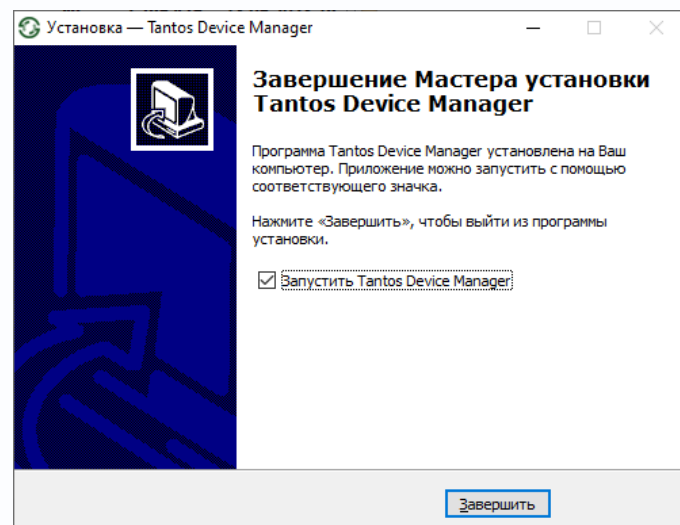 Установка — Tantos Device Manager
Завершение Мастера установки
Tantos Device Manager
Программа Tantos Device Manager установлена на Ваш
компьютер. Приложение можно запустить с помощью
соответствующего значка.
Нажмите «Завершить», чтобы выйти из программы
установки.
Запустить Tantos Device Manager
Завершить